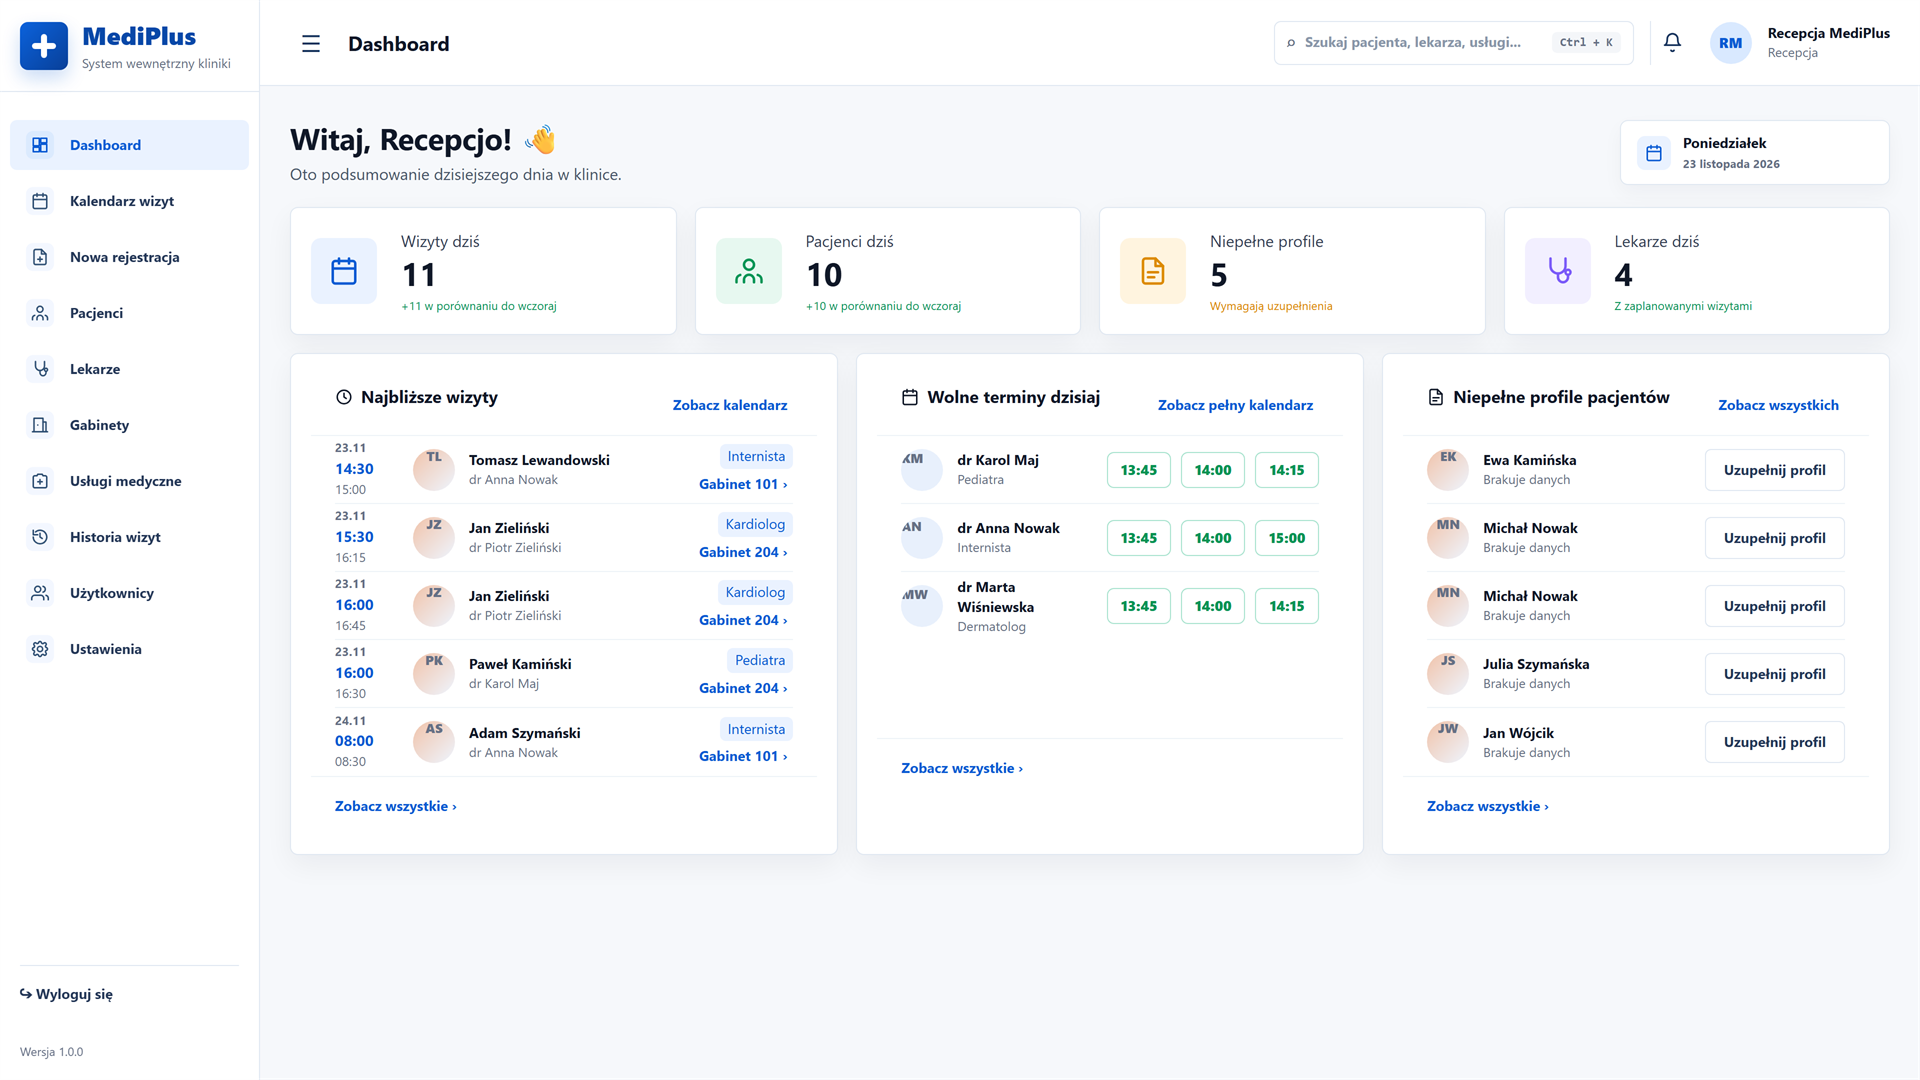 MediPlus
System wewnętrzny kliniki
Dashboard
Kalendarz wizyt
Nowa rejestracja
Pacjenci
Lekarze
Gabinety
Usługi medyczne
Historia wizyt
Użytkownicy
Ustawienia
Wyloguj się
Wersja 1.0.0
Dashboard
Szukaj pacjenta, lekarza, usługi...
Ctrl + K
RM
Recepcja MediPlus
Recepcja
Witaj, Recepcjo! 👋
Oto podsumowanie dzisiejszego dnia w klinice.
Poniedziałek
23 listopada 2026
Wizyty dziś
11
+11 w porównaniu do wczoraj
Pacjenci dziś
10
+10 w porównaniu do wczoraj
Niepełne profile
5
Wymagają uzupełnienia
Lekarze dziś
4
Z zaplanowanymi wizytami
Najbliższe wizyty
Zobacz kalendarz
23.11
14:30
15:00
TL
Tomasz Lewandowski
dr Anna Nowak
Internista
Gabinet 101 ›
23.11
15:30
16:15
JZ
Jan Zieliński
dr Piotr Zieliński
Kardiolog
Gabinet 204 ›
23.11
16:00
16:45
JZ
Jan Zieliński
dr Piotr Zieliński
Kardiolog
Gabinet 204 ›
23.11
16:00
16:30
PK
Paweł Kamiński
dr Karol Maj
Pediatra
Gabinet 204 ›
24.11
08:00
08:30
AS
Adam Szymański
dr Anna Nowak
Internista
Gabinet 101 ›
Zobacz wszystkie ›
Wolne terminy dzisiaj
Zobacz pełny kalendarz
KM
dr Karol Maj
Pediatra
13:45 14:00 14:15
AN
dr Anna Nowak
Internista
13:45 14:00 15:00
MW
dr Marta
Wiśniewska
Dermatolog
13:45 14:00 14:15
Zobacz wszystkie ›
Niepełne profile pacjentów
Zobacz wszystkich
EK
Ewa Kamińska
Brakuje danych
Uzupełnij profil
MN
Michał Nowak
Brakuje danych
Uzupełnij profil
MN
Michał Nowak
Brakuje danych
Uzupełnij profil
JS
Julia Szymańska
Brakuje danych
Uzupełnij profil
JW
Jan Wójcik
Brakuje danych
Uzupełnij profil
Zobacz wszystkie ›